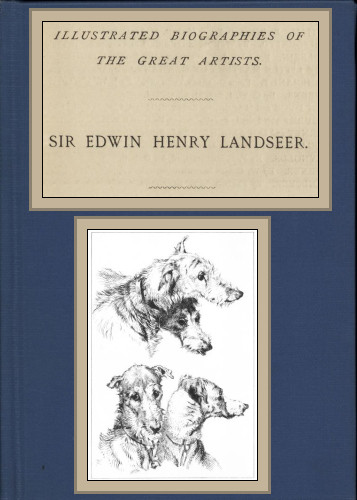 ILLUSTRATED BIOGRAPHIES OF
THE GREAT ARTISTS.
SIR EDWIN HENRY LANDSEER.